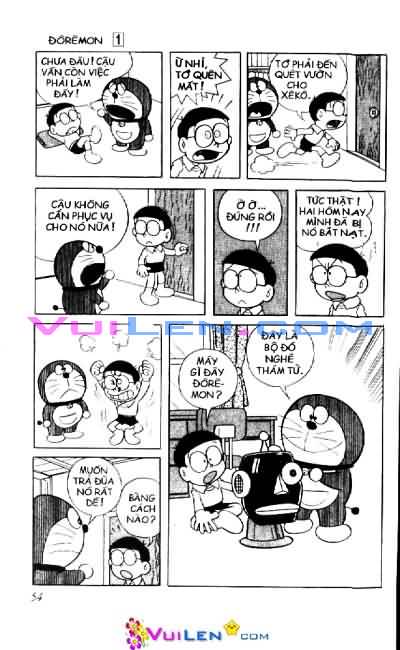 ĐÔRÊMON 1
CHƯA ĐÂU! CẬU
VẪN CÒN VIỆC
PHẢI LÀM
ĐẤY!
Ừ NHỈ,
TỚ QUÊN
MẤT!
TỚ PHẢI ĐẾN
QUÉT VƯỜN
CHO
XÊKÔ.
CẬU KHÔNG
CẦN PHỤC VỤ
CHO NÓ NỮA!
Ờ Ờ...
ĐÚNG RỒI
!!!
TỨC THẬT!
HAI HÔM NAY
MÌNH ĐÃ BỊ
NÓ BẮT NẠT.
VUILEN.COM
MÁY
GÌ ĐẤY
ĐÔRÊ-
MON?
ĐÂY LÀ
BỘ ĐỒ
NGHỀ
THÁM TỬ.
MUỐN
TRẢ ĐŨA
NÓ RẤT
DỄ!
BẰNG
CÁCH
NÀO?
54
VUILEN.COM